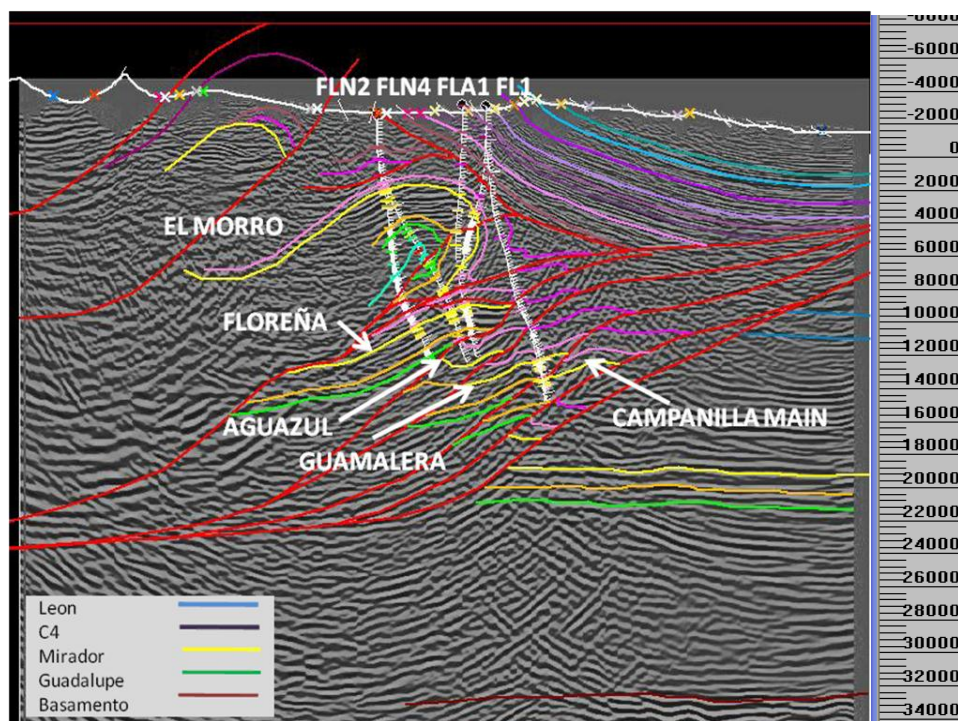 FLN2 FLN4 FLA1 FL1
EL MORRO
FLOREÑA
AGUAZUL
GUAMALERA
CAMPANILLA MAIN
Leon
C4
Mirador
Guadalupe
Basamento
-6000
-4000
-2000
0
2000
4000
6000
8000
10000
12000
14000
16000
18000
20000
22000
24000
26000
28000
30000
32000
34000